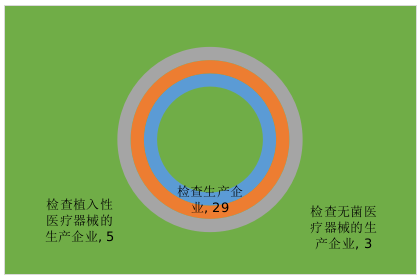 检查生产企
业, 29
检查植入性
医疗器械的
生产企业, 5
检查无菌医
疗器械的生
产企业, 3